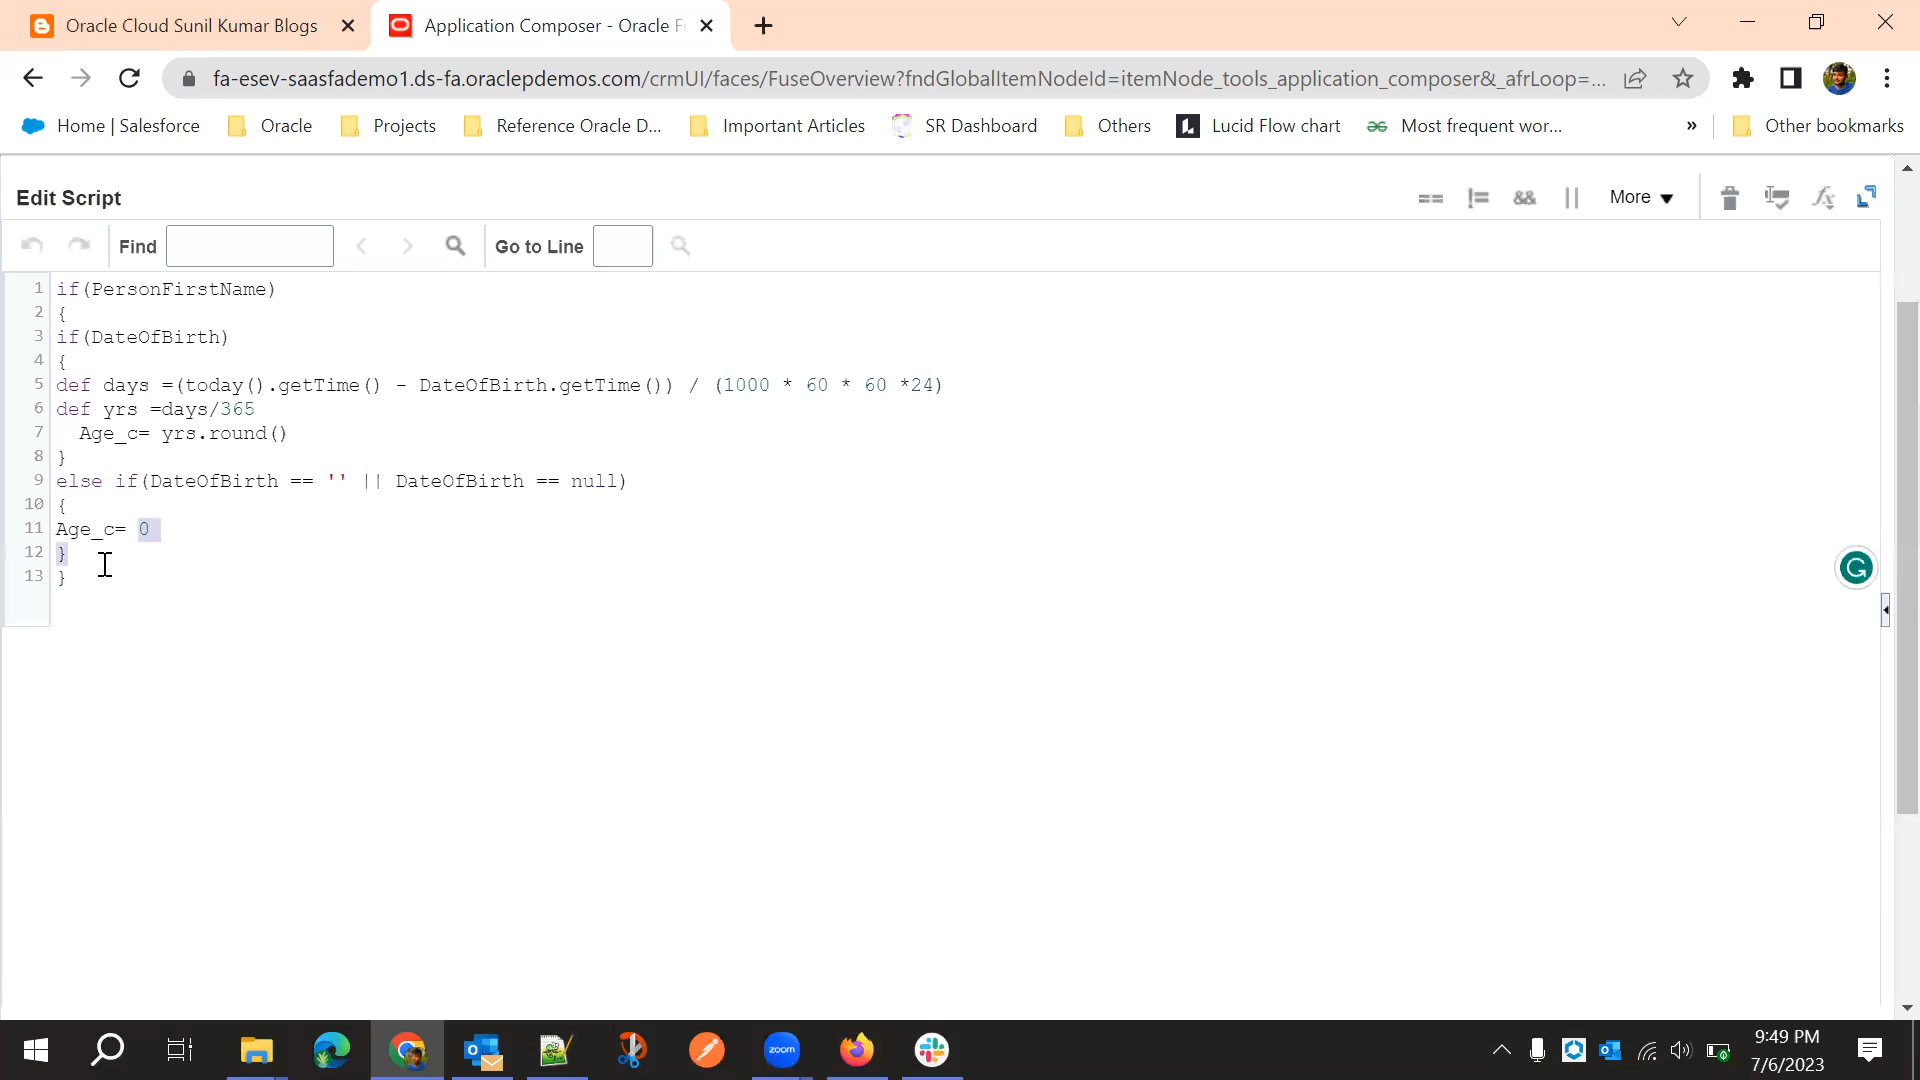 Oracle Cloud Sunil Kumar Blogs
Application Composer - Oracle F
fa-esev-saasfademo1.ds-fa.oraclepdemos.com/crmUI/faces/FuseOverview?fndGlobalItemNodeId=itemNode_tools_application_composer&_afrLoop=...
Home | Salesforce
Oracle
Projects
Reference Oracle D...
Important Articles
SR Dashboard
Others
Lucid Flow chart
Most frequent wor...
»
Other bookmarks
Edit Script
== != && || More
Find
Go to Line
1 if(PersonFirstName)
2 {
3 if(DateOfBirth)
4 {
5 def days =(today().getTime() - DateOfBirth.getTime()) / (1000 * 60 * 60 *24)
6 def yrs =days/365
7 Age_c= yrs.round()
8 }
9 else if(DateOfBirth == '' || DateOfBirth == null)
10 {
11 Age_c= 0
12 }
13 }
zoom
9:49 PM
7/6/2023